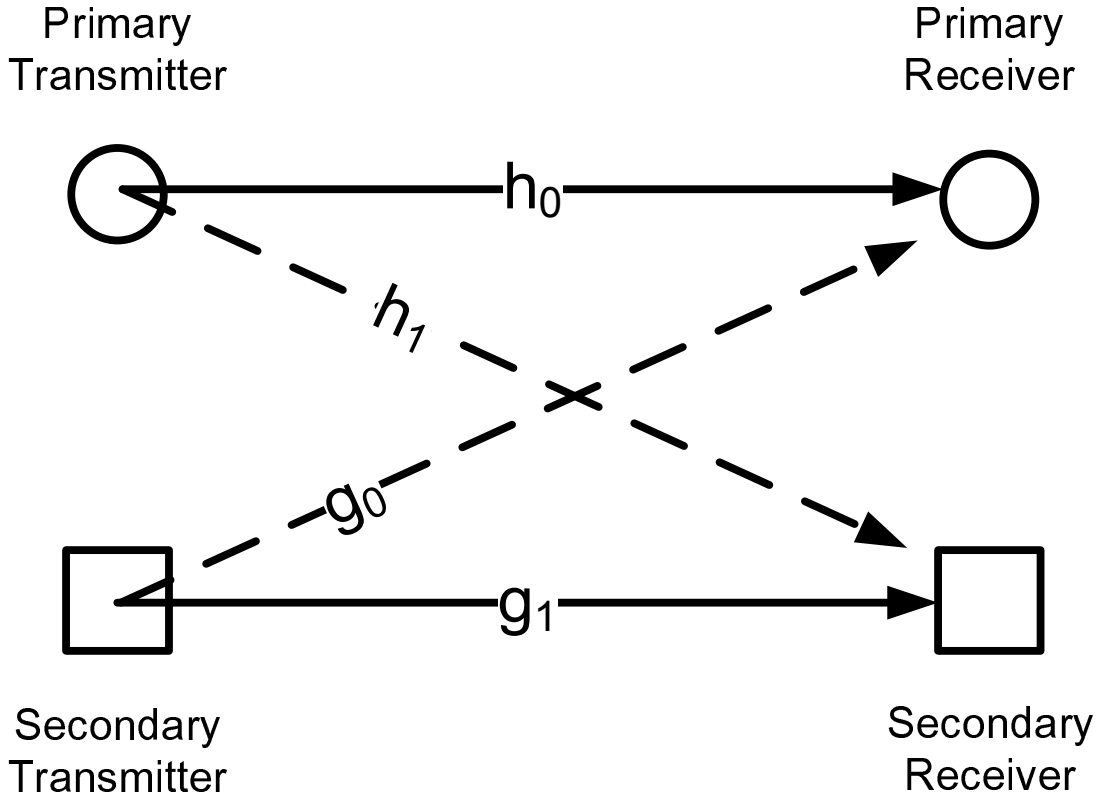 Primary
Transmitter
Primary
Receiver
h0
h1
g0
g1
Secondary
Transmitter
Secondary
Receiver